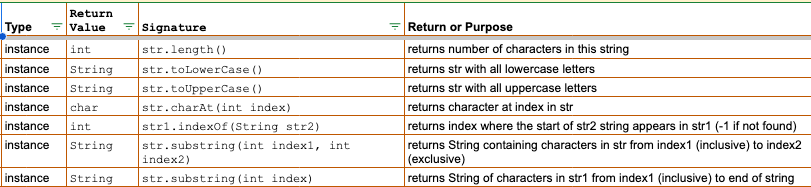 Type Return Value Signature Return or Purpose
instance int str.length() returns number of characters in this string
instance String str.toLowerCase() returns str with all lowercase letters
instance String str.toUpperCase() returns str with all uppercase letters
instance char str.charAt(int index) returns character at index in str
instance int str1.indexOf(String str2) returns index where the start of str2 string appears in str1 (-1 if not found)
instance String str.substring(int index1, int index2) returns String containing characters in str from index1 (inclusive) to index2 (exclusive)
instance String str.substring(int index) returns String of characters in str1 from index1 (inclusive) to end of string